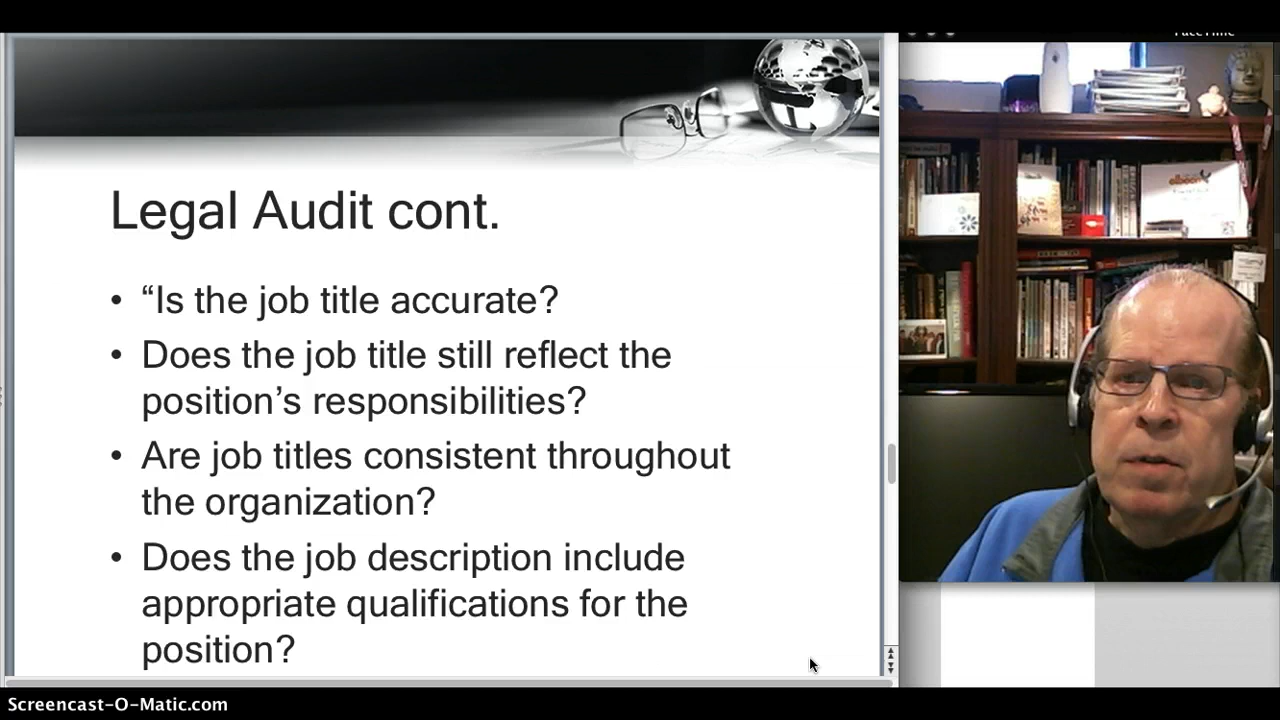 Legal Audit cont.
• “Is the job title accurate?
• Does the job title still reflect the
position’s responsibilities?
• Are job titles consistent throughout
the organization?
• Does the job description include
appropriate qualifications for the
position?
Screencast-O-Matic.com